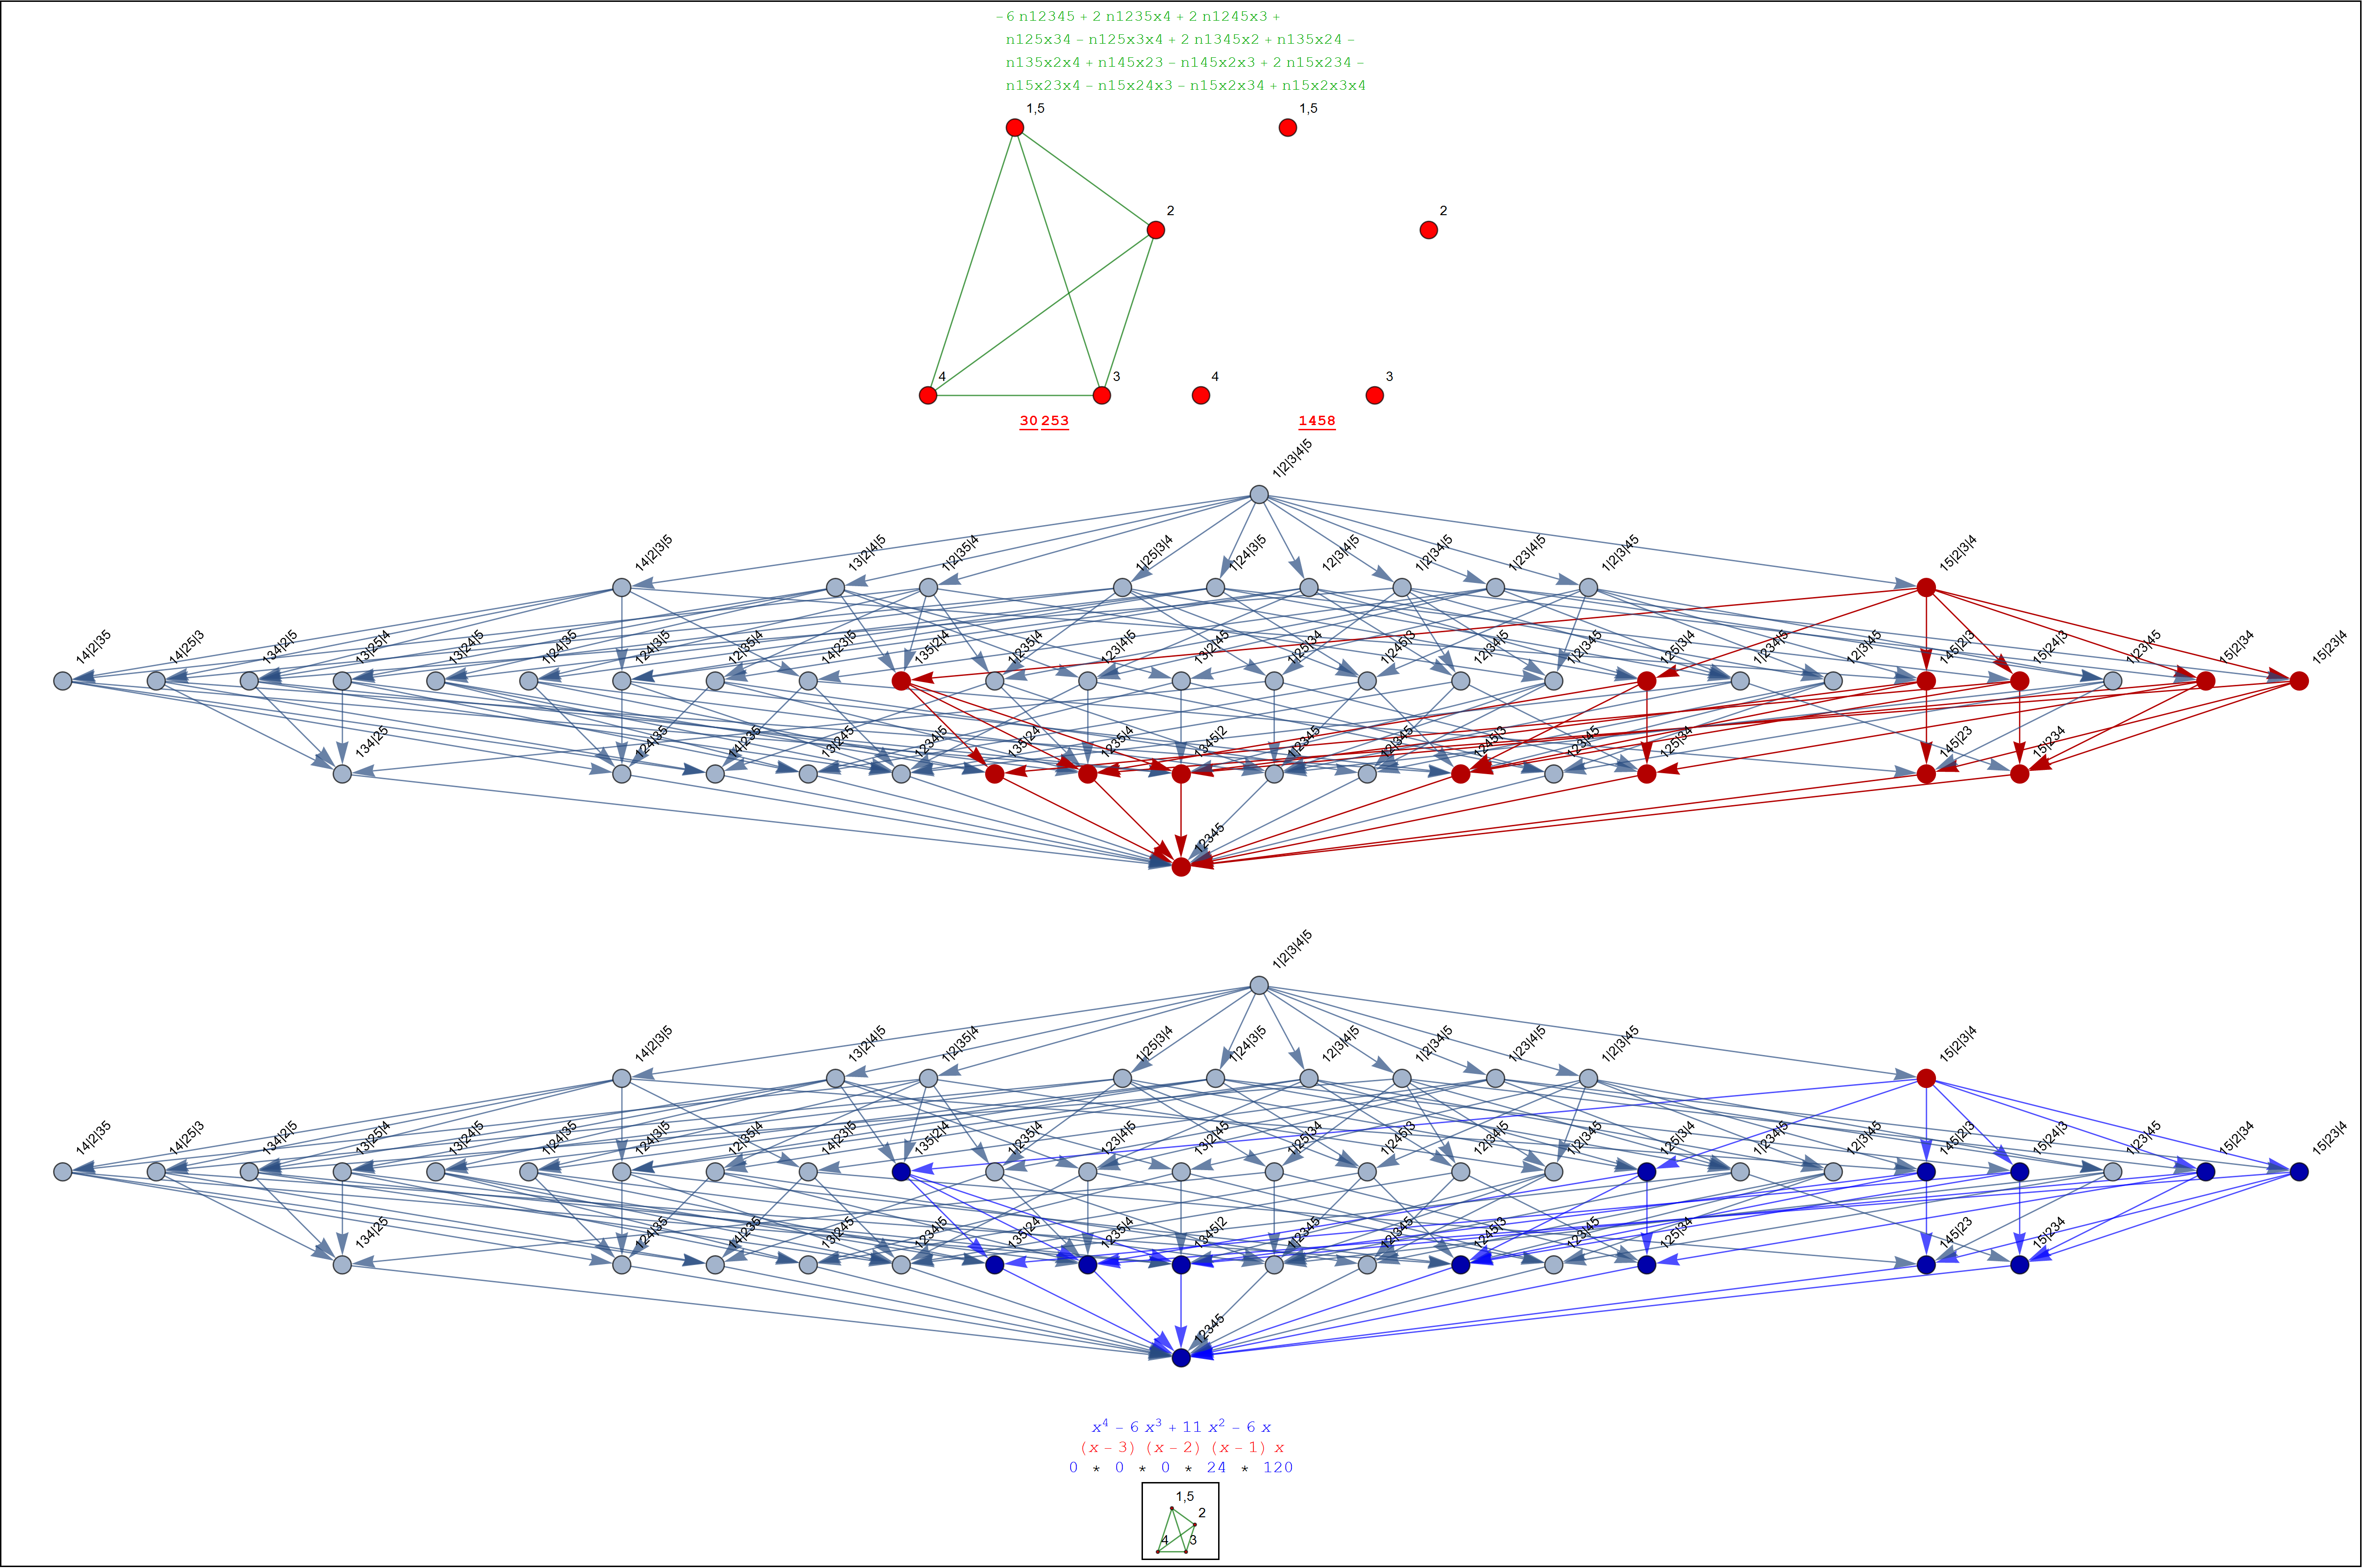 -6 n12345 + 2 n1235x4 + 2 n1245x3 +
n125x34 - n125x3x4 + 2 n1345x2 + n135x24 -
n135x2x4 + n145x23 - n145x2x3 + 2 n15x234 -
n15x23x4 - n15x24x3 - n15x2x34 + n15x2x3x4
1,5 1,5
2 2
4 3 4 3
30 253 1458
1|2|3|4|5
14|2|3|5 13|2|4|5 1|2|35|4 1|25|3|4 1|24|3|5 12|3|4|5 1|2|34|5 1|23|4|5 1|2|3|45 15|2|3|4
14|2|35 14|25|3 134|2|5 13|25|4 13|24|5 1|24|35 124|3|5 12|35|4 14|23|5 135|2|4 1|235|4 123|4|5 13|2|45 1|25|34 1|245|3 12|34|5 1|2|345 125|3|4 1|234|5 12|3|45 145|2|3 15|24|3 1|23|45 15|2|34 15|23|4
134|25 124|35 14|235 13|245 1234|5 135|24 1235|4 1345|2 1|2345 12|345 1245|3 123|45 125|34 145|23 15|234
12345
1|2|3|4|5
14|2|3|5 13|2|4|5 1|2|35|4 1|25|3|4 1|24|3|5 12|3|4|5 1|2|34|5 1|23|4|5 1|2|3|45 15|2|3|4
14|2|35 14|25|3 134|2|5 13|25|4 13|24|5 1|24|35 124|3|5 12|35|4 14|23|5 135|2|4 1|235|4 123|4|5 13|2|45 1|25|34 1|245|3 12|34|5 1|2|345 125|3|4 1|234|5 12|3|45 145|2|3 15|24|3 1|23|45 15|2|34 15|23|4
134|25 124|35 14|235 13|245 1234|5 135|24 1235|4 1345|2 1|2345 12|345 1245|3 123|45 125|34 145|23 15|234
12345
x⁴ - 6 x³ + 11 x² - 6 x
(x - 3) (x - 2) (x - 1) x
0 * 0 * 0 * 24 * 120
1,5
2
4 3